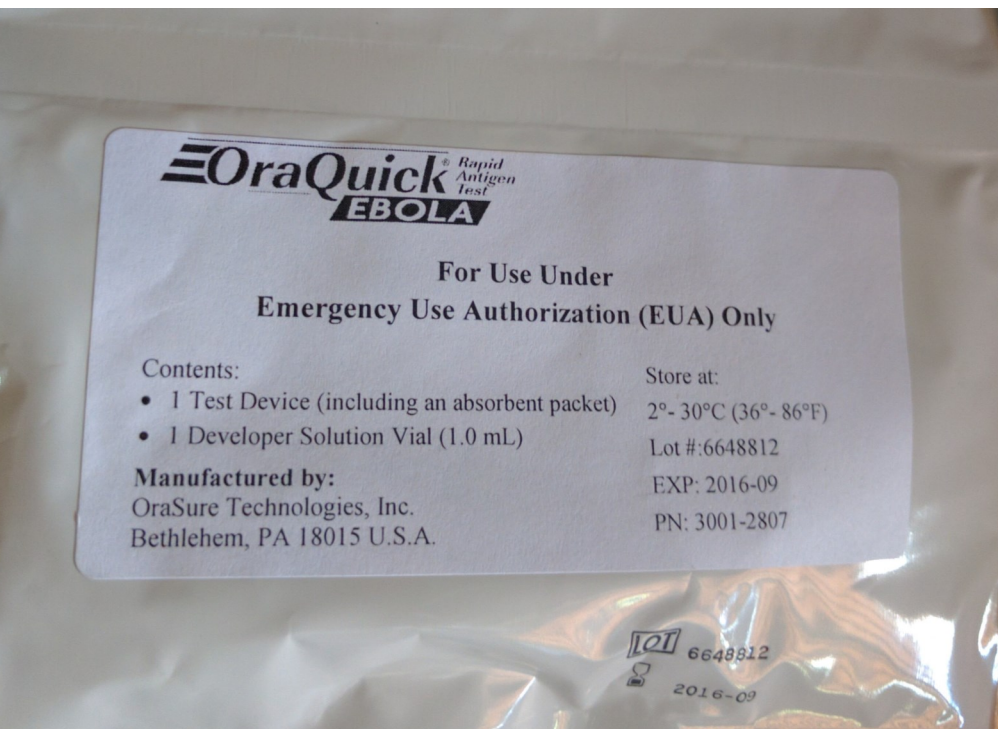 OraQuick® Rapid
Antigen
Test
EBOLA
For Use Under
Emergency Use Authorization (EUA) Only
Contents:
• 1 Test Device (including an absorbent packet)
• 1 Developer Solution Vial (1.0 mL)
Manufactured by:
OraSure Technologies, Inc.
Bethlehem, PA 18015 U.S.A.
Store at:
2°- 30°C (36°- 86°F)
Lot #:6648812
EXP: 2016-09
PN: 3001-2807
LOT 6648812
2016-09